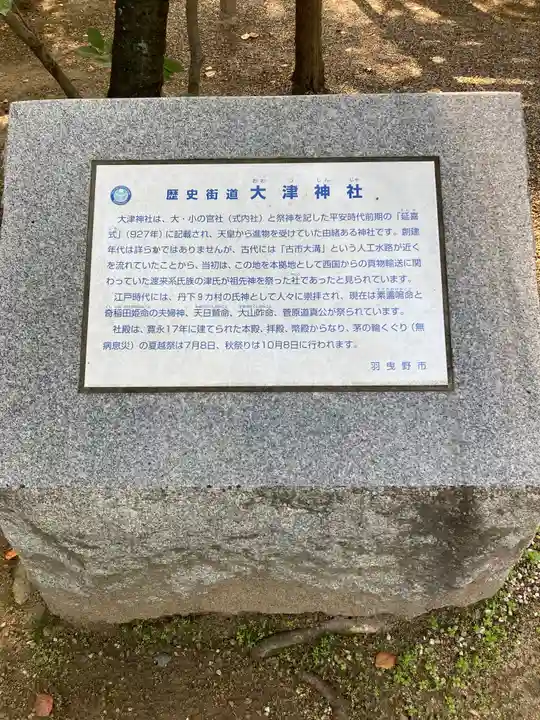 歴史街道 大津神社
おお つ じん じゃ
大津神社は、大・小の官社（式内社）と祭神を記した平安時代前期の「延喜
式」（927年）に記載され、天皇から進物を受けていた由緒ある神社です。創建
年代は詳らかではありませんが、古代には「古市大溝」という人工水路が近く
を流れていたことから、当初は、この地を本拠地として西国からの貨物輸送に関
わっていた渡来系氏族の津氏が祖先神を祭った社であったと見られています。
江戸時代には、丹下9カ村の氏神として人々に崇拝され、現在は素盞嗚命と
奇稲田姫命の夫婦神、天日鷲命、大山咋命、菅原道真公が祭られています。
社殿は、寛永17年に建てられた本殿、拝殿、幣殿からなり、茅の輪くぐり（無
病息災）の夏越祭は7月8日、秋祭りは10月8日に行われます。
羽曳野市